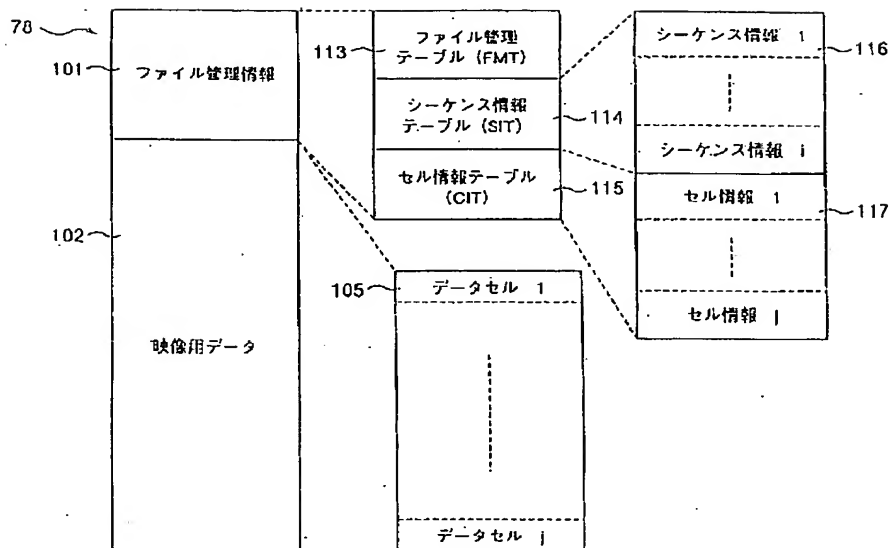 78
101
ファイル管理情報
102
映像用データ
113
ファイル管理
テーブル (FMT)
シーケンス情報
テーブル (SIT)
114
セル情報テーブル
(CIT)
115
105
データセル 1
データセル j
シーケンス情報 1
116
シーケンス情報 i
セル情報 1
117
セル情報 j